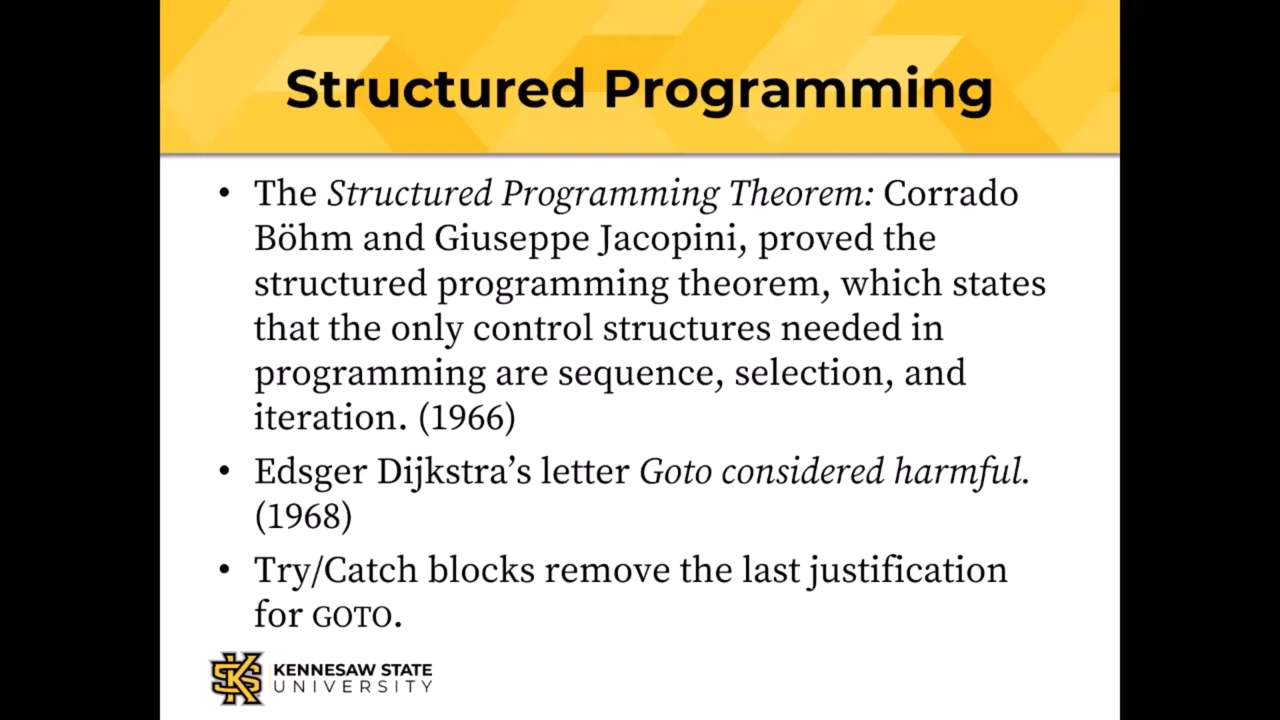 Structured Programming
• The Structured Programming Theorem: Corrado
Böhm and Giuseppe Jacopini, proved the
structured programming theorem, which states
that the only control structures needed in
programming are sequence, selection, and
iteration. (1966)
• Edsger Dijkstra’s letter Goto considered harmful.
(1968)
• Try/Catch blocks remove the last justification
for GOTO.
KENNESAW STATE
UNIVERSITY